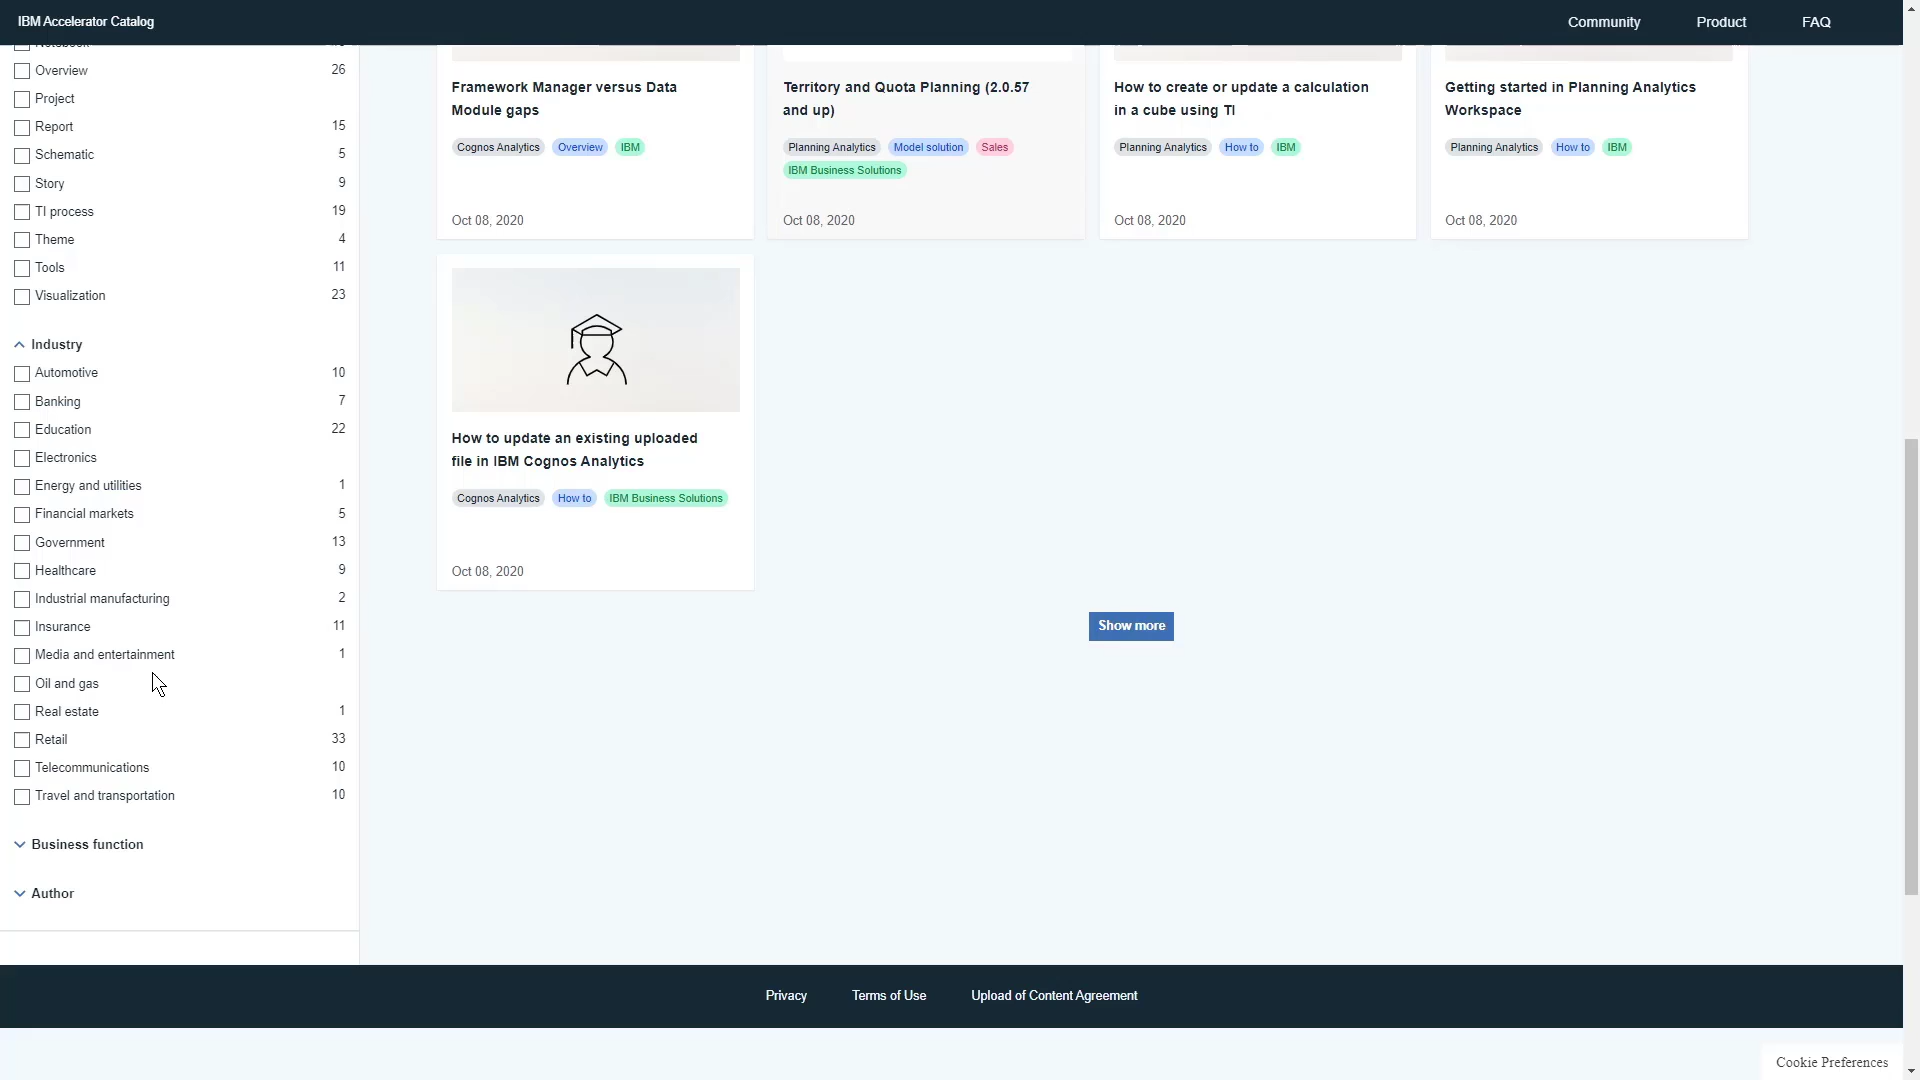 IBM Accelerator Catalog
Community
Product
FAQ
Overview 26
Project
Report 15
Schematic 5
Story 9
TI process 19
Theme 4
Tools 11
Visualization 23
Industry
Automotive 10
Banking 7
Education 22
Electronics
Energy and utilities 1
Financial markets 5
Government 13
Healthcare 9
Industrial manufacturing 2
Insurance 11
Media and entertainment 1
Oil and gas
Real estate 1
Retail 33
Telecommunications 10
Travel and transportation 10
Business function
Author
Framework Manager versus Data
Module gaps
Cognos Analytics Overview IBM
Oct 08, 2020
Territory and Quota Planning (2.0.57
and up)
Planning Analytics Model solution Sales
IBM Business Solutions
Oct 08, 2020
How to create or update a calculation
in a cube using TI
Planning Analytics How to IBM
Oct 08, 2020
Getting started in Planning Analytics
Workspace
Planning Analytics How to IBM
Oct 08, 2020
How to update an existing uploaded
file in IBM Cognos Analytics
Cognos Analytics How to IBM Business Solutions
Oct 08, 2020
Show more
Privacy
Terms of Use
Upload of Content Agreement
Cookie Preferences